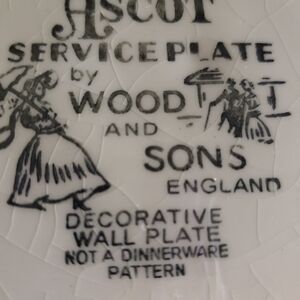 ASCOT
SERVICE PLATE
by
WOOD
AND
SONS
ENGLAND
DECORATIVE
WALL PLATE
NOT A DINNERWARE
PATTERN